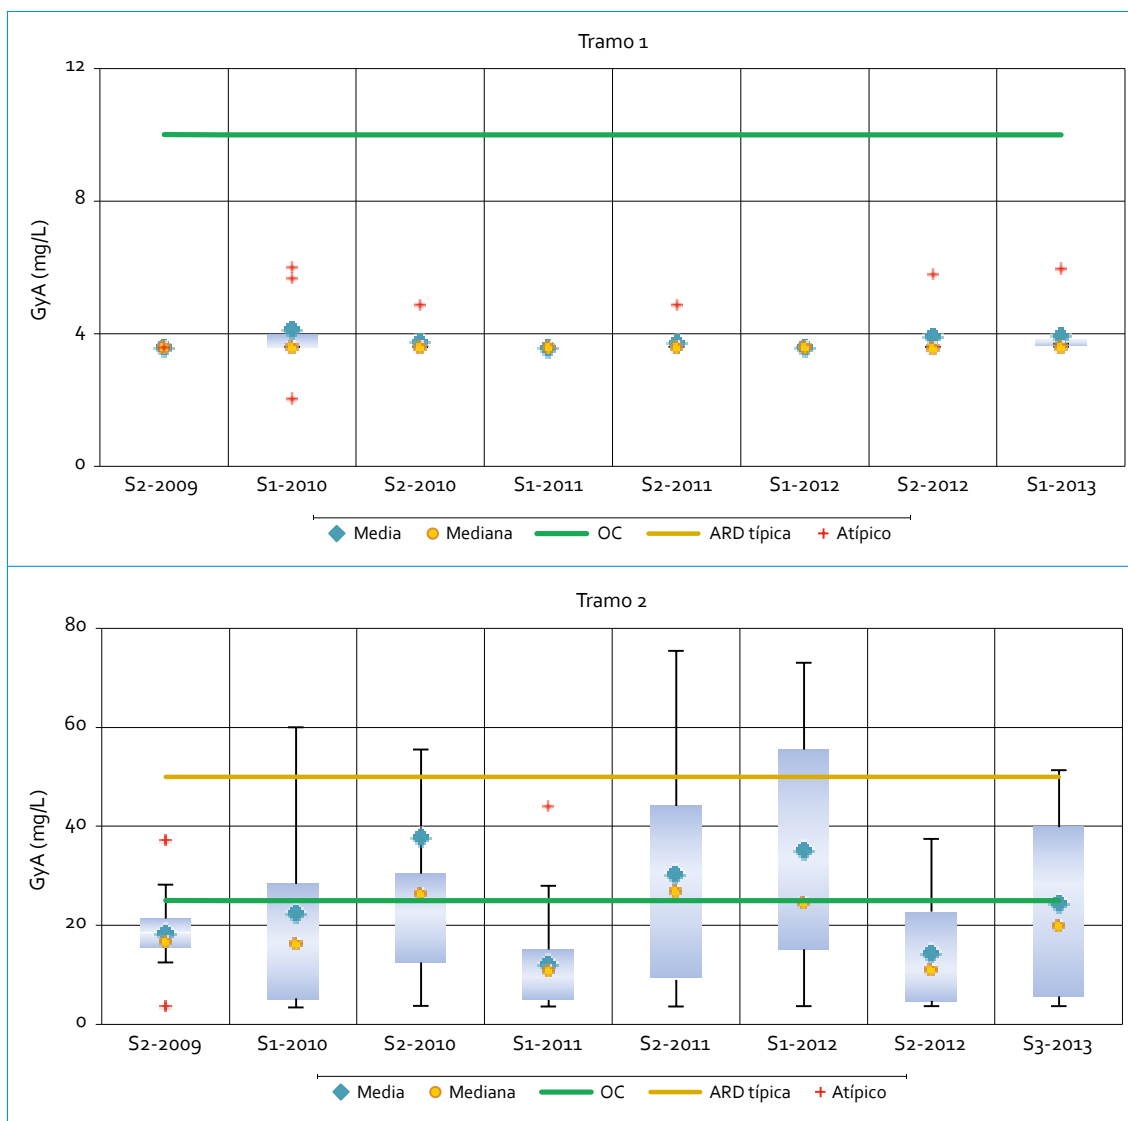 Tramo 1
GyA (mg/L)
12
8
4
0
S2-2009 S1-2010 S2-2010 S1-2011 S2-2011 S1-2012 S2-2012 S1-2013
Media Mediana OC ARD típica Atípico
Tramo 2
GyA (mg/L)
80
60
40
20
0
S2-2009 S1-2010 S2-2010 S1-2011 S2-2011 S1-2012 S2-2012 S3-2013
Media Mediana OC ARD típica Atípico